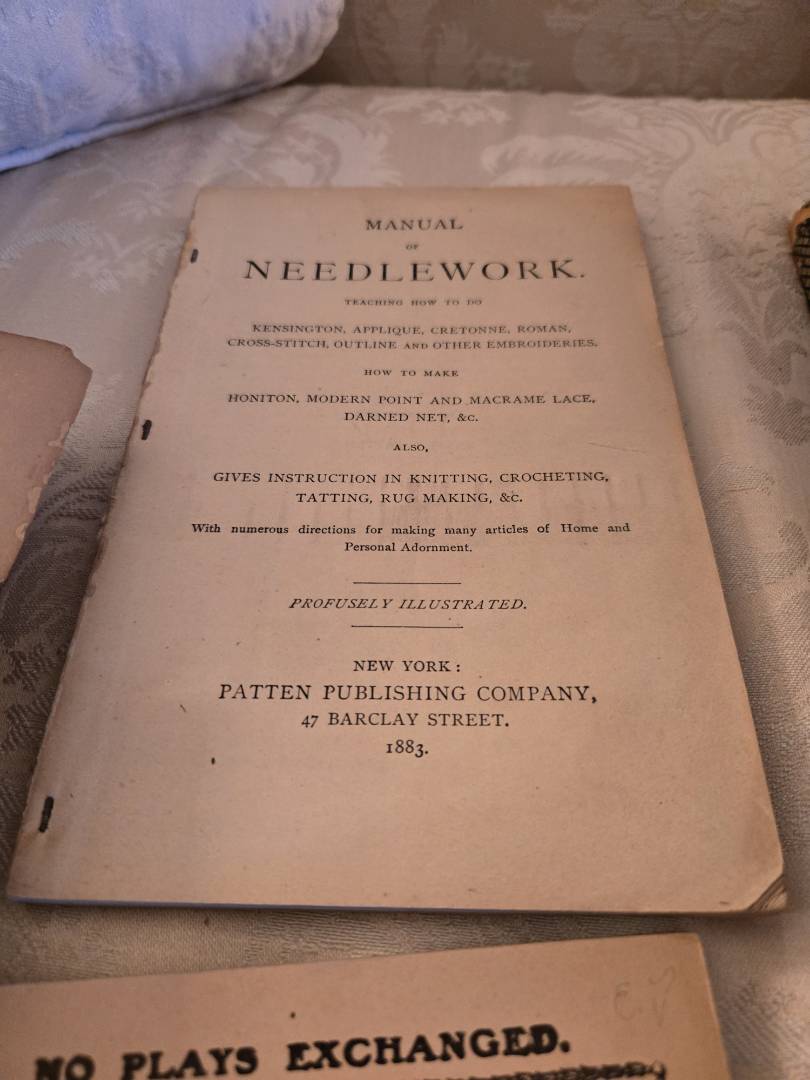 MANUAL
OF
NEEDLEWORK.
TEACHING HOW TO DO
KENSINGTON, APPLIQUE, CRETONNE, ROMAN,
CROSS-STITCH, OUTLINE AND OTHER EMBROIDERIES.
HOW TO MAKE
HONITON, MODERN POINT AND MACRAME LACE,
DARNED NET, &c.
ALSO,
GIVES INSTRUCTION IN KNITTING, CROCHETING,
TATTING, RUG MAKING, &c.
With numerous directions for making many articles of Home and
Personal Adornment.
PROFUSELY ILLUSTRATED.
NEW YORK:
PATTEN PUBLISHING COMPANY,
47 BARCLAY STREET.
1883.
NO PLAYS EXCHANGED.